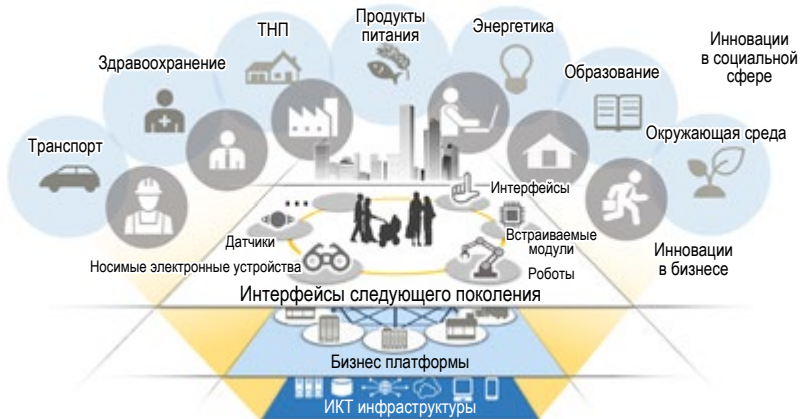 Продукты
питания
ТНП
Энергетика
Инновации
в социальной
сфере
Здравоохранение
Образование
Транспорт
Окружающая среда
Интерфейсы
Датчики
Встраиваемые
модули
Носимые электронные устройства
Роботы
Инновации
в бизнесе
Интерфейсы следующего поколения
Бизнес платформы
ИКТ инфраструктуры